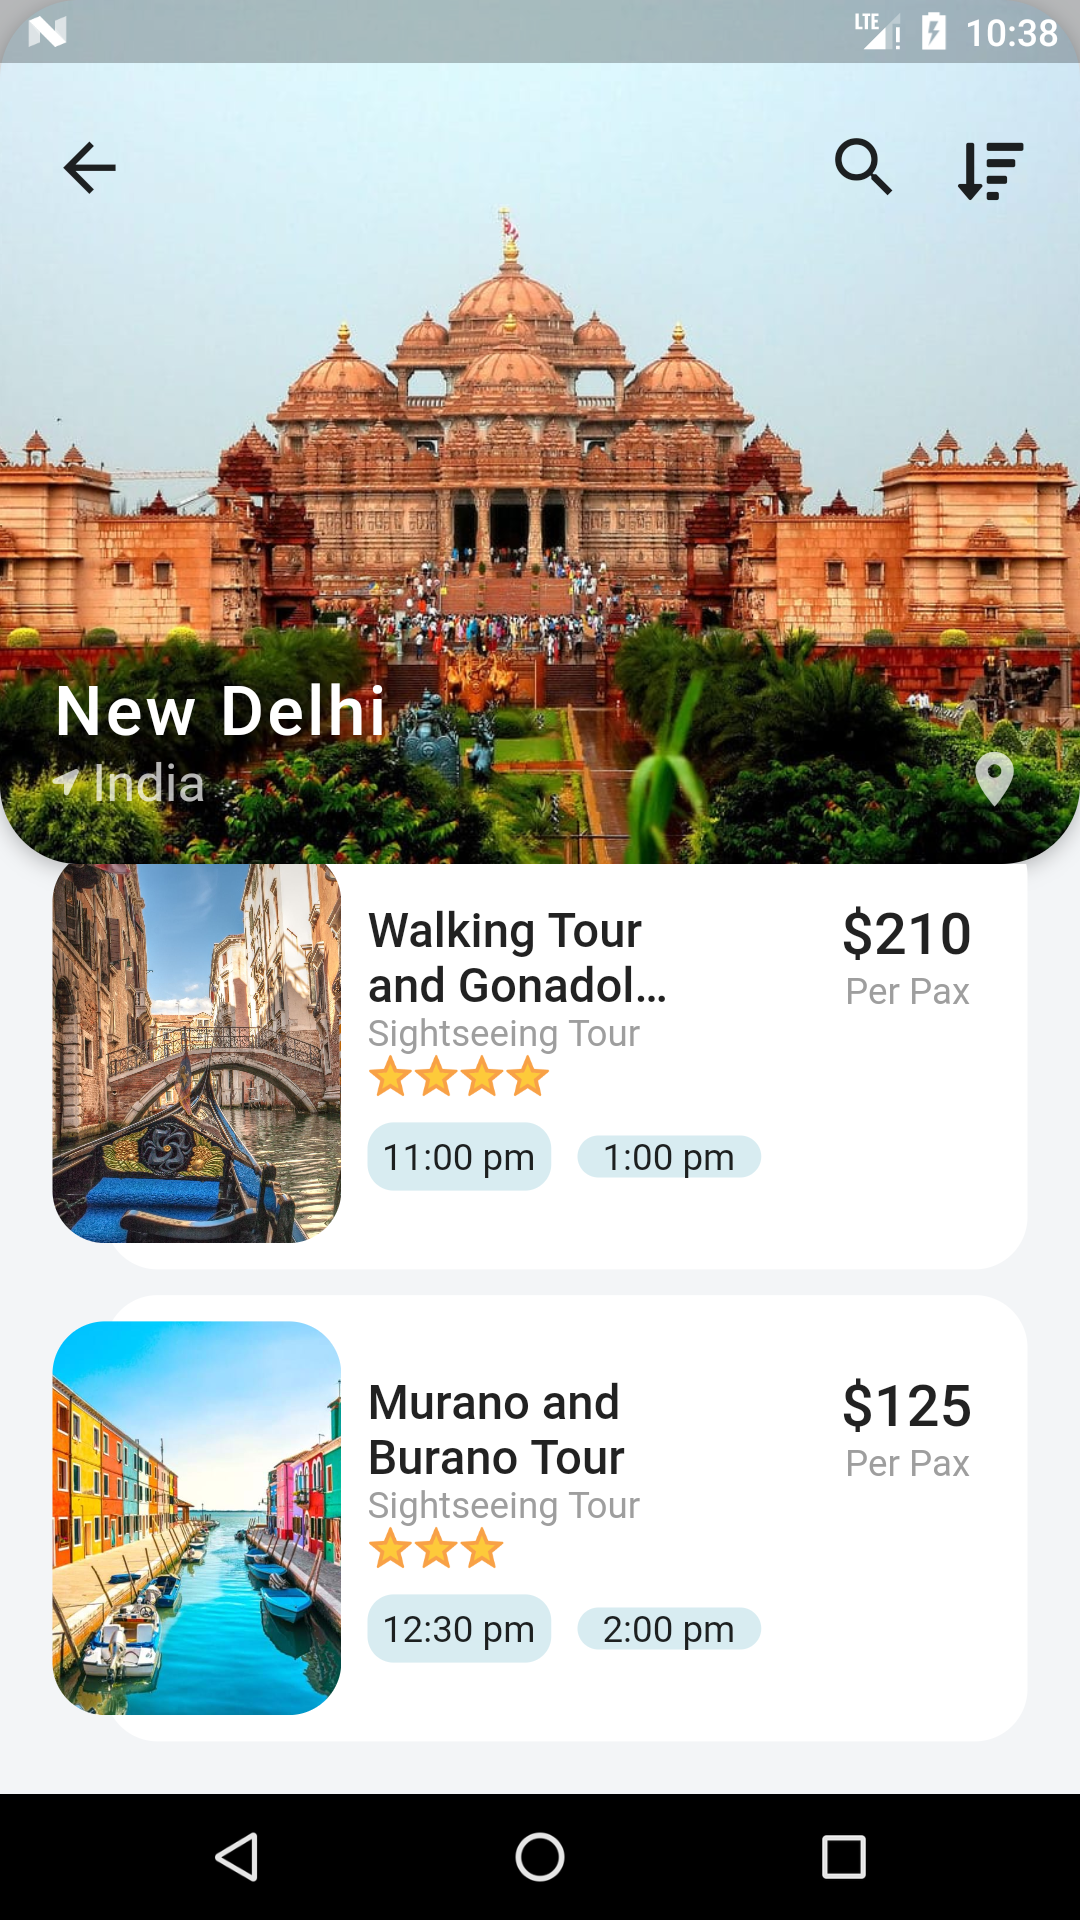 LTE 10:38
New Delhi
India
Walking Tour
and Gonadol…
$210
Per Pax
Sightseeing Tour
11:00 pm
1:00 pm
Murano and
Burano Tour
$125
Per Pax
Sightseeing Tour
12:30 pm
2:00 pm